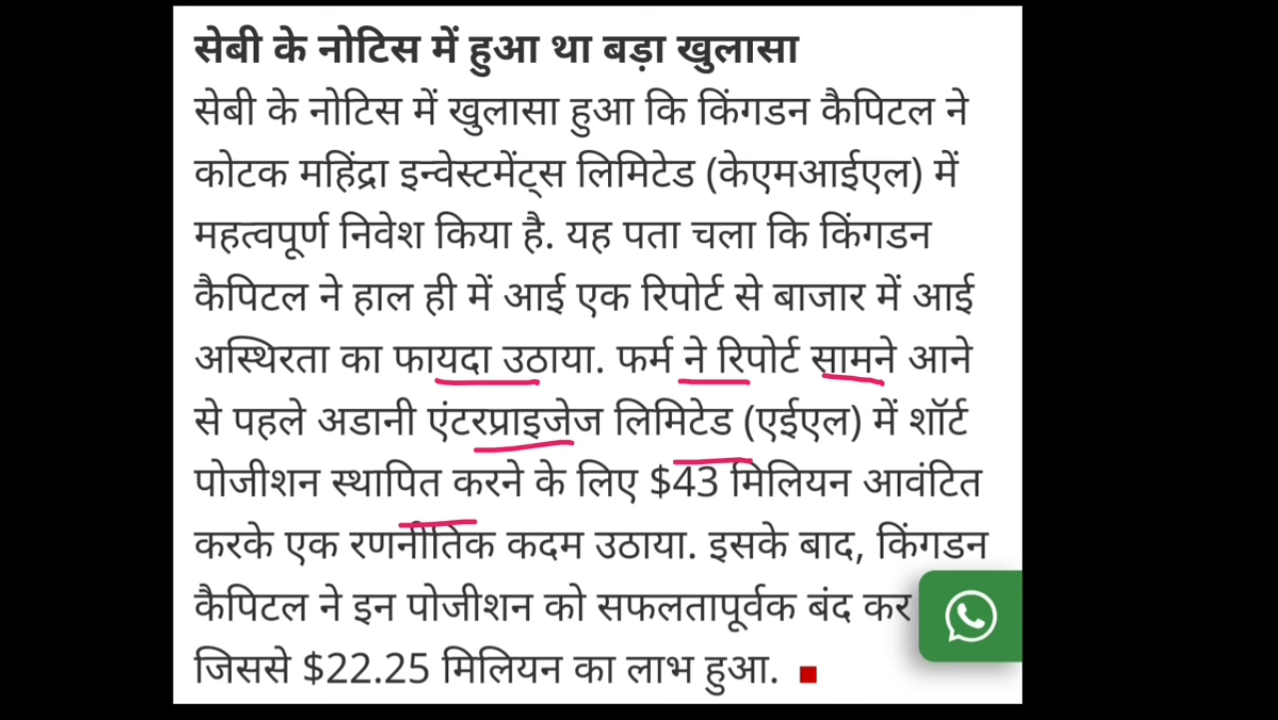 सेबी के नोटिस में हुआ था बड़ा खुलासा
सेबी के नोटिस में खुलासा हुआ कि किंगडन कैपिटल ने
कोटक महिंद्रा इन्वेस्टमेंट्स लिमिटेड (केएमआईएल) में
महत्वपूर्ण निवेश किया है. यह पता चला कि किंगडन
कैपिटल ने हाल ही में आई एक रिपोर्ट से बाजार में आई
अस्थिरता का फायदा उठाया. फर्म ने रिपोर्ट सामने आने
से पहले अडानी एंटरप्राइजेज लिमिटेड (एईएल) में शॉर्ट
पोजीशन स्थापित करने के लिए $43 मिलियन आवंटित
करके एक रणनीतिक कदम उठाया. इसके बाद, किंगडन
कैपिटल ने इन पोजीशन को सफलतापूर्वक बंद कर
जिससे $22.25 मिलियन का लाभ हुआ.